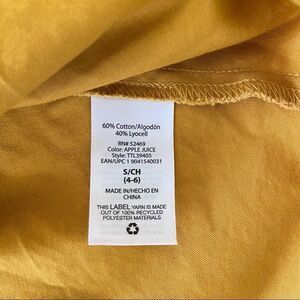 60% Cotton/Algodón
40% Lyocell
RN# 52469
Color: APPLE JUICE
Style: TTL39405
EAN/UPC 1 9041540031
S/CH
(4-6)
MADE IN/HECHO EN
CHINA
THIS LABEL YARN IS MADE
OUT OF 100% RECYCLED
POLYESTER MATERIALS